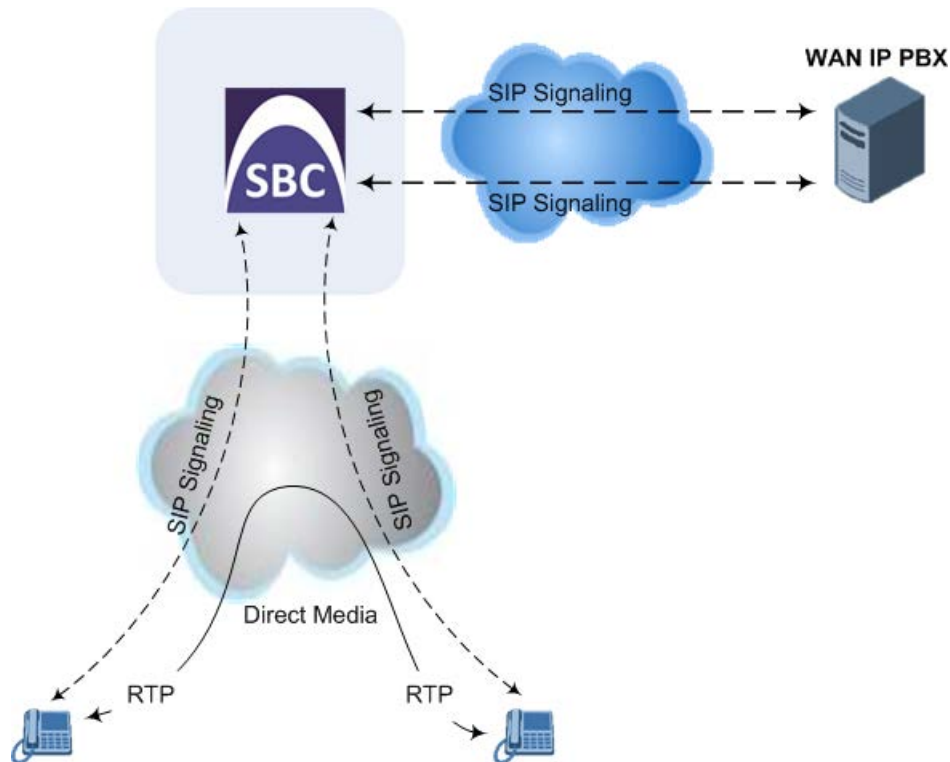 WAN IP PBX
SIP Signaling
SBC
SIP Signaling
SIP Signaling
SIP Signaling
Direct Media
RTP
RTP